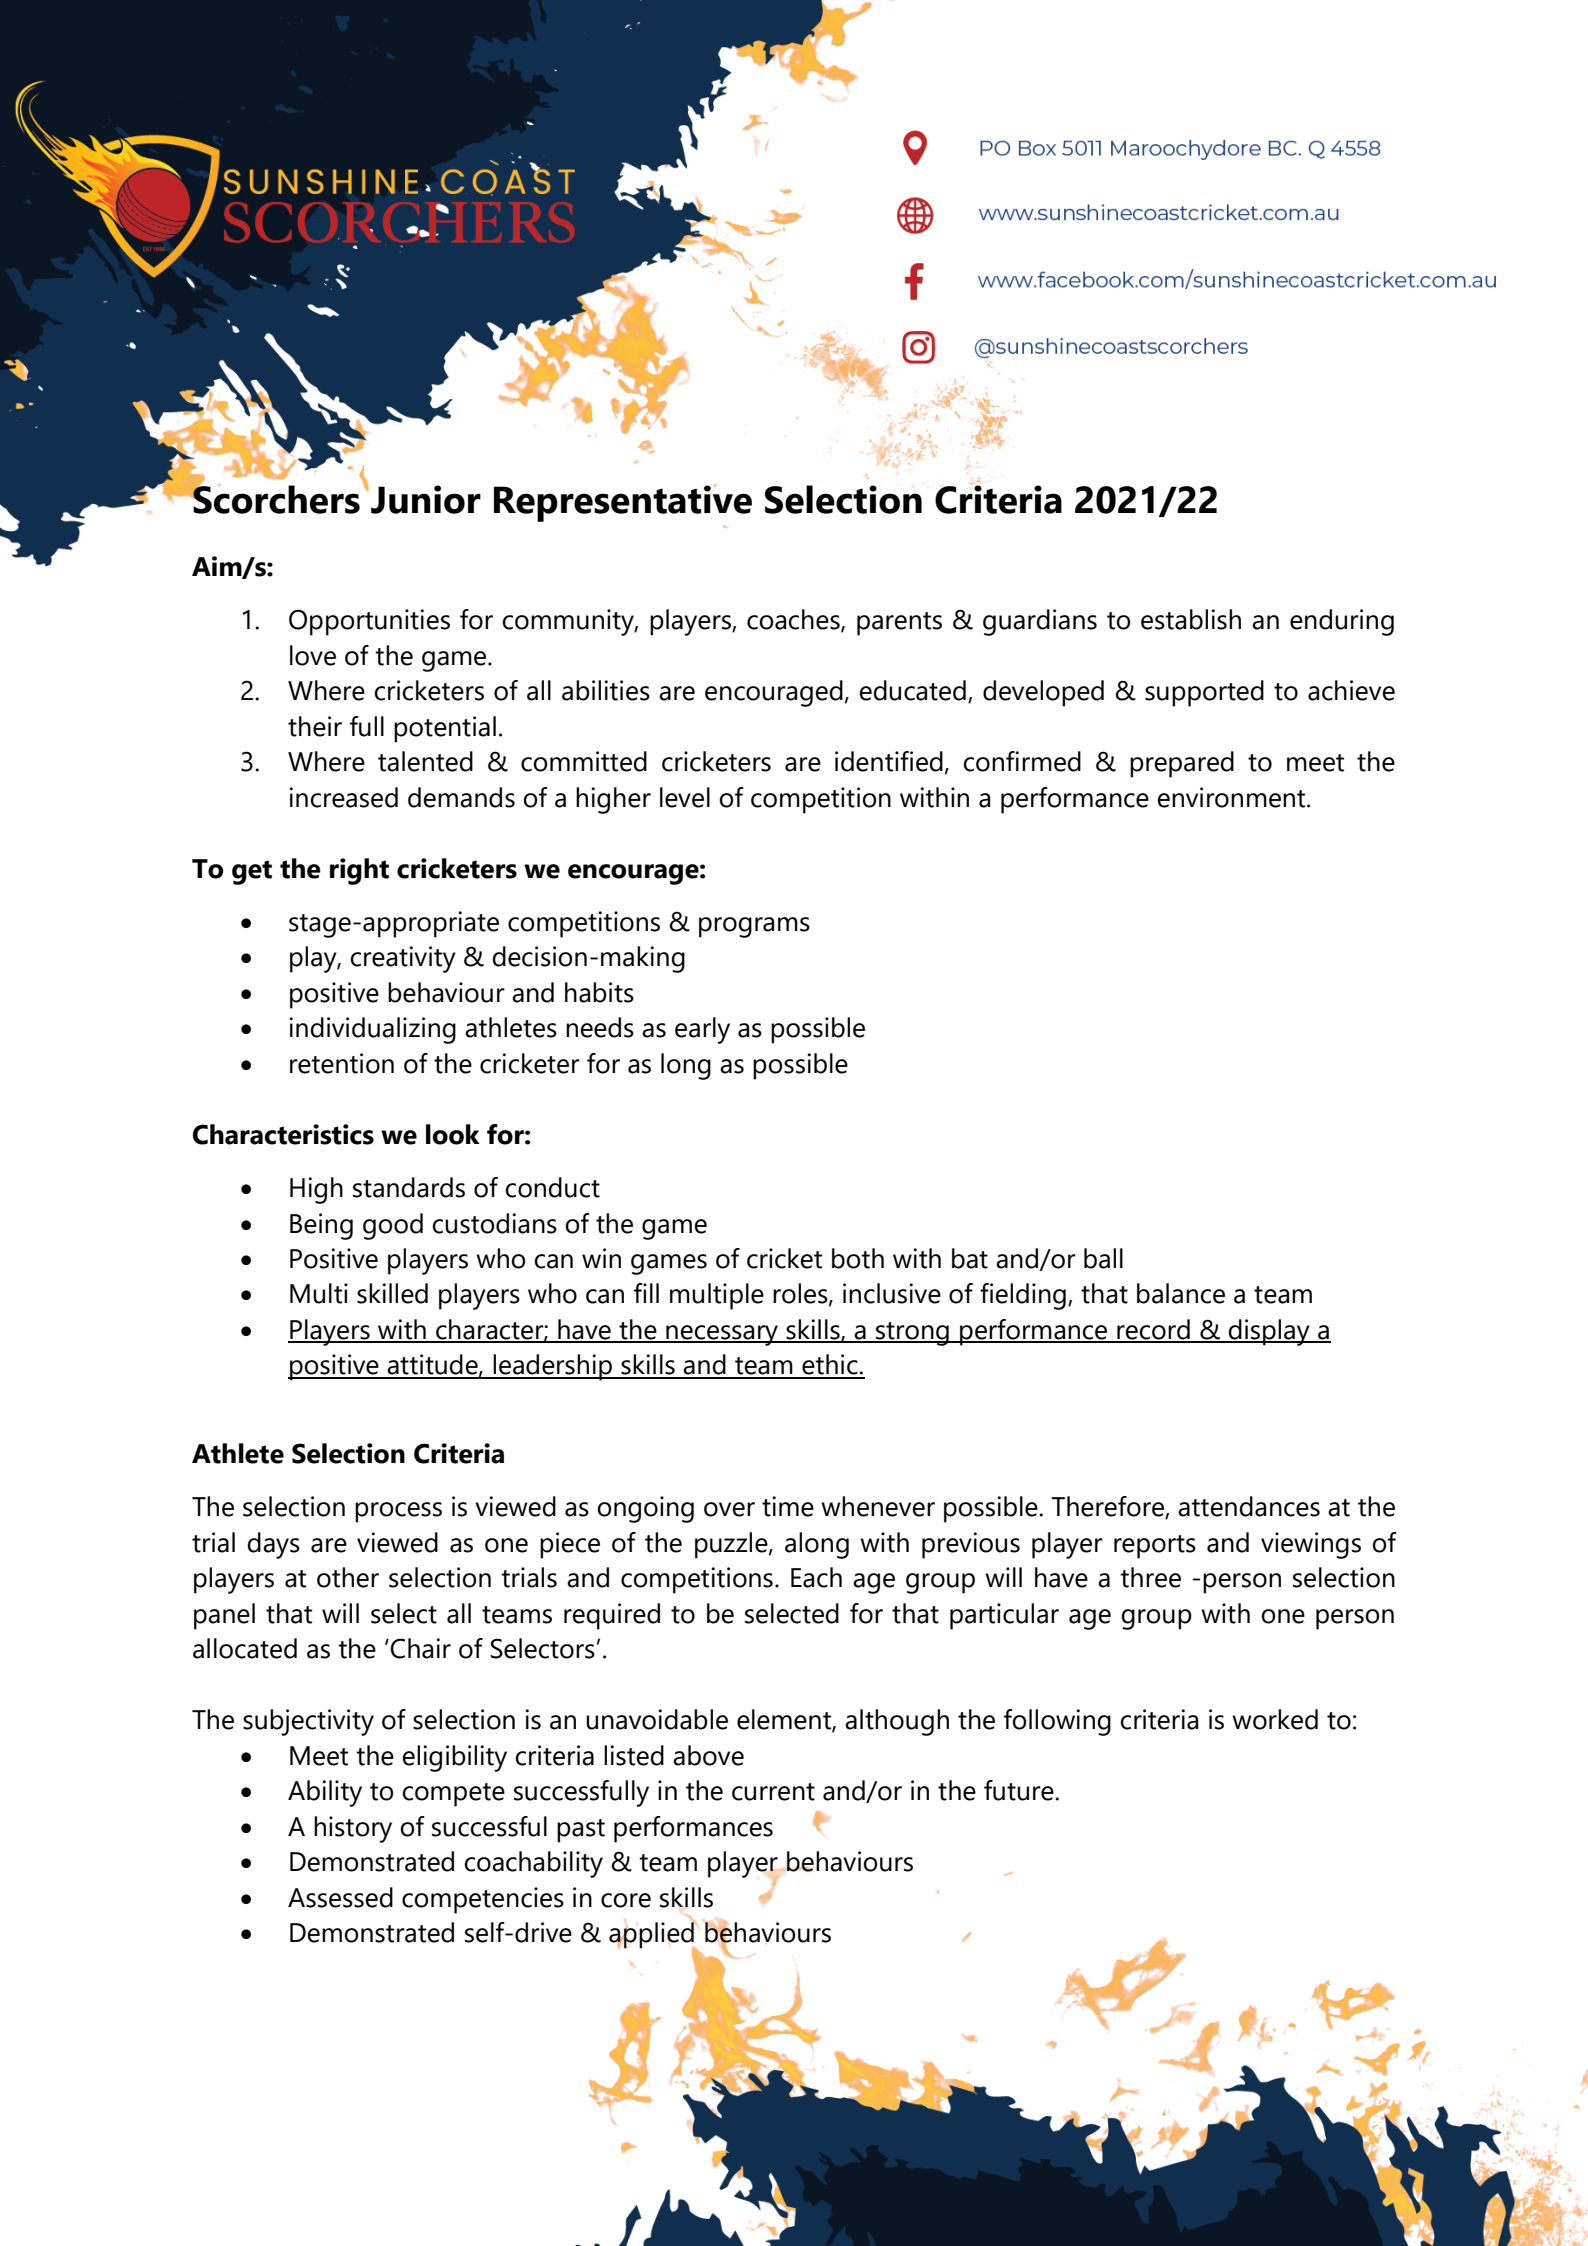 SUNSHINE COAST
SCORCHERS
EST 1966
PO Box 5011 Maroochydore BC. Q 4558
www.sunshinecoastcricket.com.au
www.facebook.com/sunshinecoastcricket.com.au
@sunshinecoastscorchers
Scorchers Junior Representative Selection Criteria 2021/22
Aim/s:
1. Opportunities for community, players, coaches, parents & guardians to establish an enduring
love of the game.
2. Where cricketers of all abilities are encouraged, educated, developed & supported to achieve
their full potential.
3. Where talented & committed cricketers are identified, confirmed & prepared to meet the
increased demands of a higher level of competition within a performance environment.
To get the right cricketers we encourage:
• stage-appropriate competitions & programs
• play, creativity & decision-making
• positive behaviour and habits
• individualizing athletes needs as early as possible
• retention of the cricketer for as long as possible
Characteristics we look for:
• High standards of conduct
• Being good custodians of the game
• Positive players who can win games of cricket both with bat and/or ball
• Multi skilled players who can fill multiple roles, inclusive of fielding, that balance a team
• Players with character; have the necessary skills, a strong performance record & display a
positive attitude, leadership skills and team ethic.
Athlete Selection Criteria
The selection process is viewed as ongoing over time whenever possible. Therefore, attendances at the
trial days are viewed as one piece of the puzzle, along with previous player reports and viewings of
players at other selection trials and competitions. Each age group will have a three -person selection
panel that will select all teams required to be selected for that particular age group with one person
allocated as the ‘Chair of Selectors’.
The subjectivity of selection is an unavoidable element, although the following criteria is worked to:
• Meet the eligibility criteria listed above
• Ability to compete successfully in the current and/or in the future.
• A history of successful past performances
• Demonstrated coachability & team player behaviours
• Assessed competencies in core skills
• Demonstrated self-drive & applied behaviours